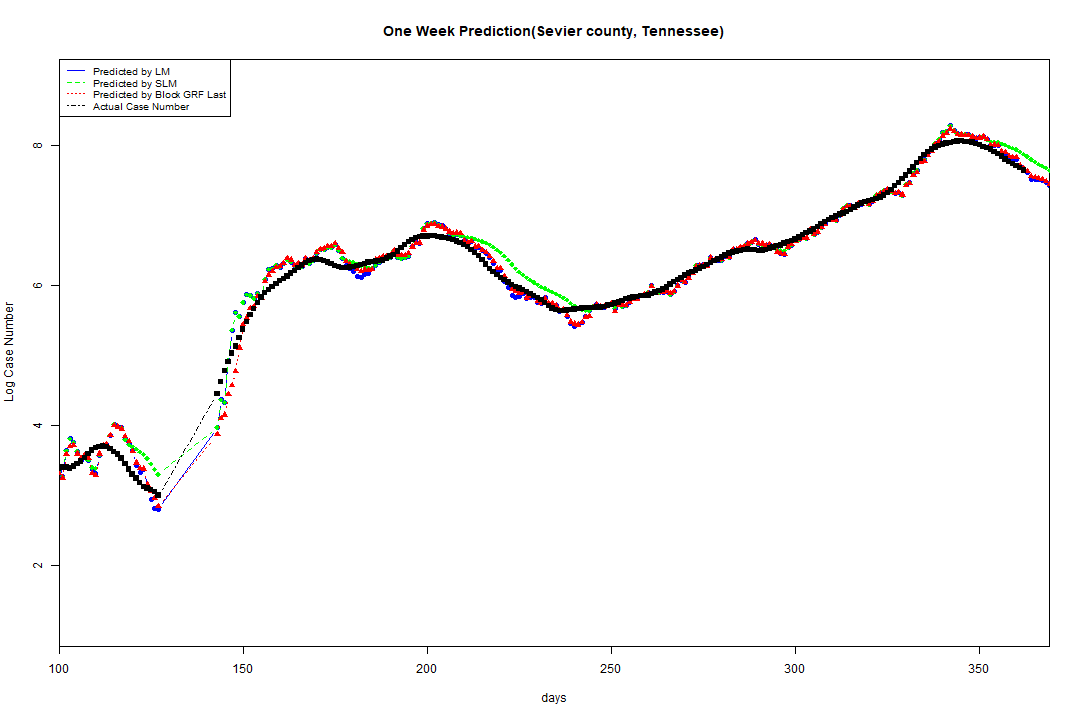 One Week Prediction(Sevier county, Tennessee)
Predicted by LM
Predicted by SLM
Predicted by Block GRF Last
Actual Case Number
8
6
4
2
Log Case Number
100 150 200 250 300 350
days